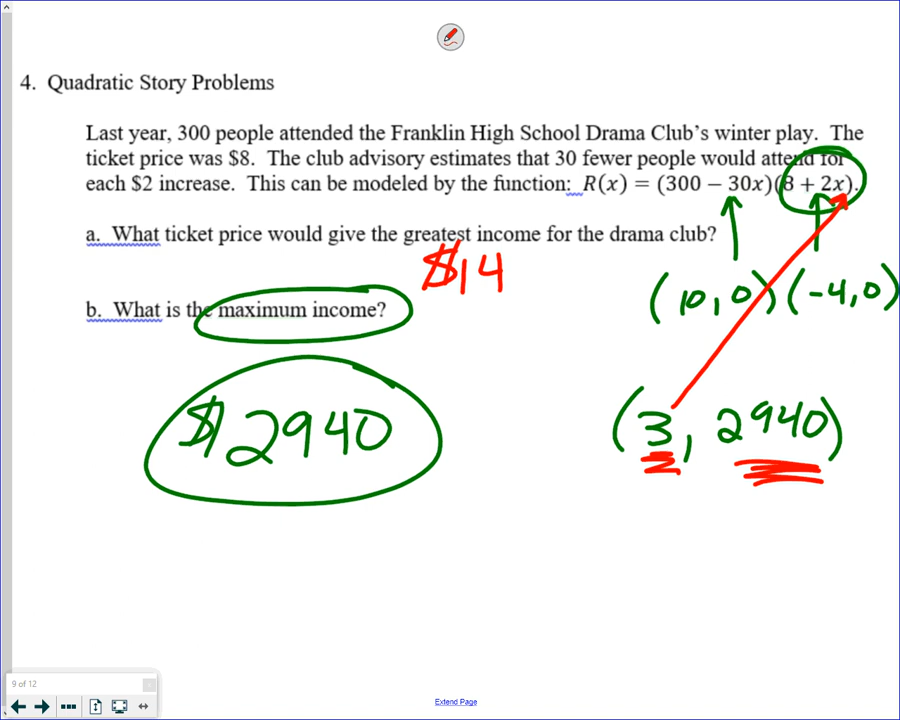 4. Quadratic Story Problems
Last year, 300 people attended the Franklin High School Drama Club's winter play. The
ticket price was $8. The club advisory estimates that 30 fewer people would attend for
each $2 increase. This can be modeled by the function: R(x) = (300 − 30x)(8 + 2x).
a. What ticket price would give the greatest income for the drama club?
$14
(10,0) (-4,0)
b. What is the maximum income?
$2940
(3, 2940)
9 of 12
Extend Page